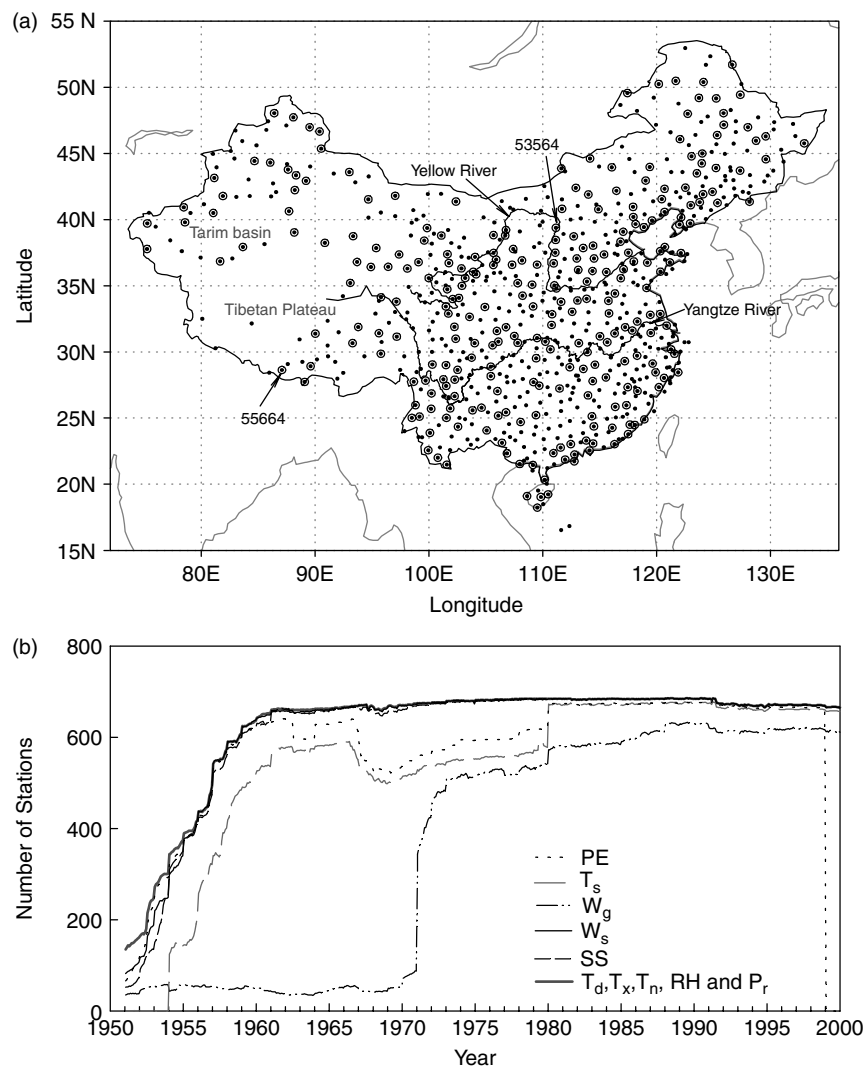 (a)
55 N
50N
45N
40N
35N
30N
25N
20N
15N
Latitude
53564
Yellow River
Tarim basin
Tibetan Plateau
Yangtze River
55664
80E 90E 100E 110E 120E 130E
Longitude
(b)
800
600
400
200
0
Number of Stations
PE
Ts
Wg
Ws
SS
Td,Tx,Tn, RH and Pr
1950 1955 1960 1965 1970 1975 1980 1985 1990 1995 2000
Year